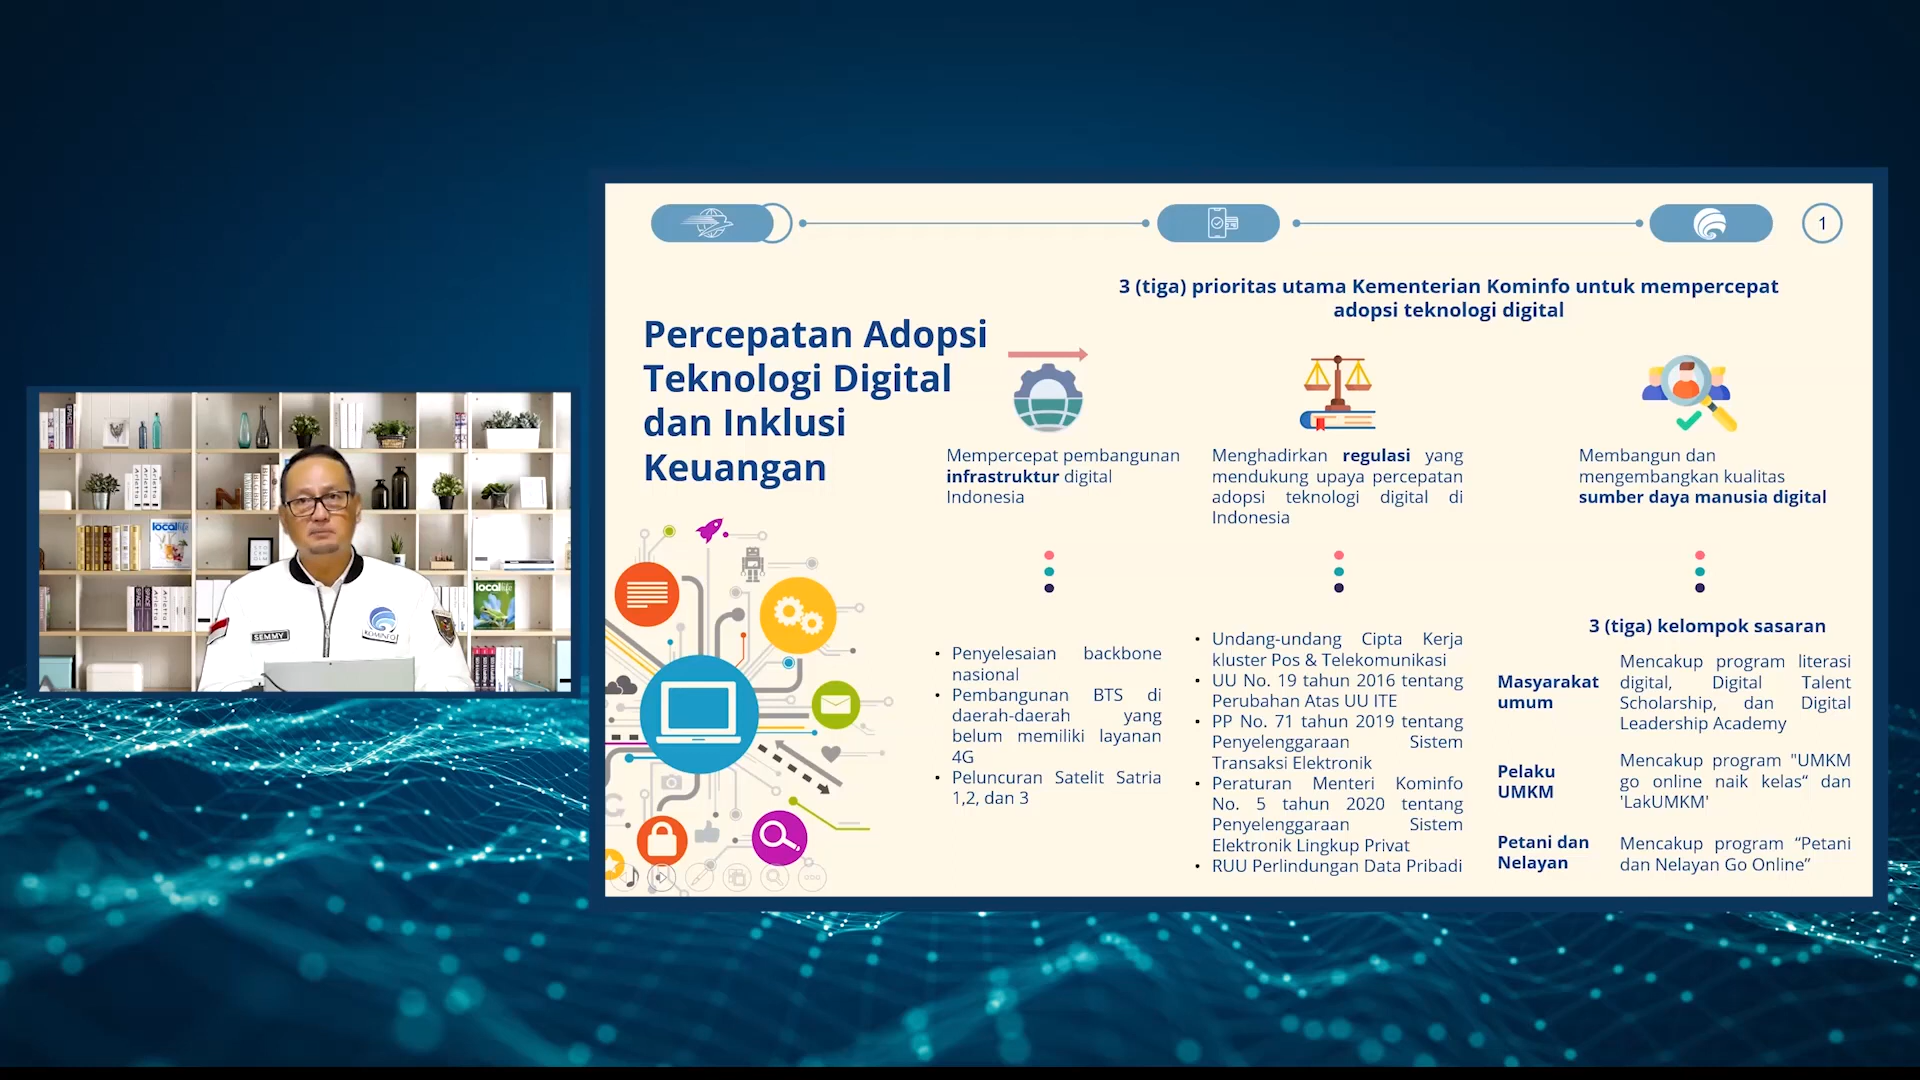 1
3 (tiga) prioritas utama Kementerian Kominfo untuk mempercepat
adopsi teknologi digital
Percepatan Adopsi
Teknologi Digital
dan Inklusi
Keuangan
Mempercepat pembangunan
infrastruktur digital
Indonesia
Penyelesaian backbone
nasional
Pembangunan BTS di
daerah-daerah yang
belum memiliki layanan
4G
Peluncuran Satelit Satria
1,2, dan 3
Menghadirkan regulasi yang
mendukung upaya percepatan
adopsi teknologi digital di
Indonesia
Undang-undang Cipta Kerja
kluster Pos & Telekomunikasi
UU No. 19 tahun 2016 tentang
Perubahan Atas UU ITE
PP No. 71 tahun 2019 tentang
Penyelenggaraan Sistem
Transaksi Elektronik
Peraturan Menteri Kominfo
No. 5 tahun 2020 tentang
Penyelenggaraan Sistem
Elektronik Lingkup Privat
RUU Perlindungan Data Pribadi
Membangun dan
mengembangkan kualitas
sumber daya manusia digital
3 (tiga) kelompok sasaran
Masyarakat
umum
Mencakup program literasi
digital, Digital Talent
Scholarship, dan Digital
Leadership Academy
Pelaku
UMKM
Mencakup program "UMKM
go online naik kelas“ dan
'LakUMKM'
Petani dan
Nelayan
Mencakup program “Petani
dan Nelayan Go Online”
SEMMY
KOMINFO
local life
local life